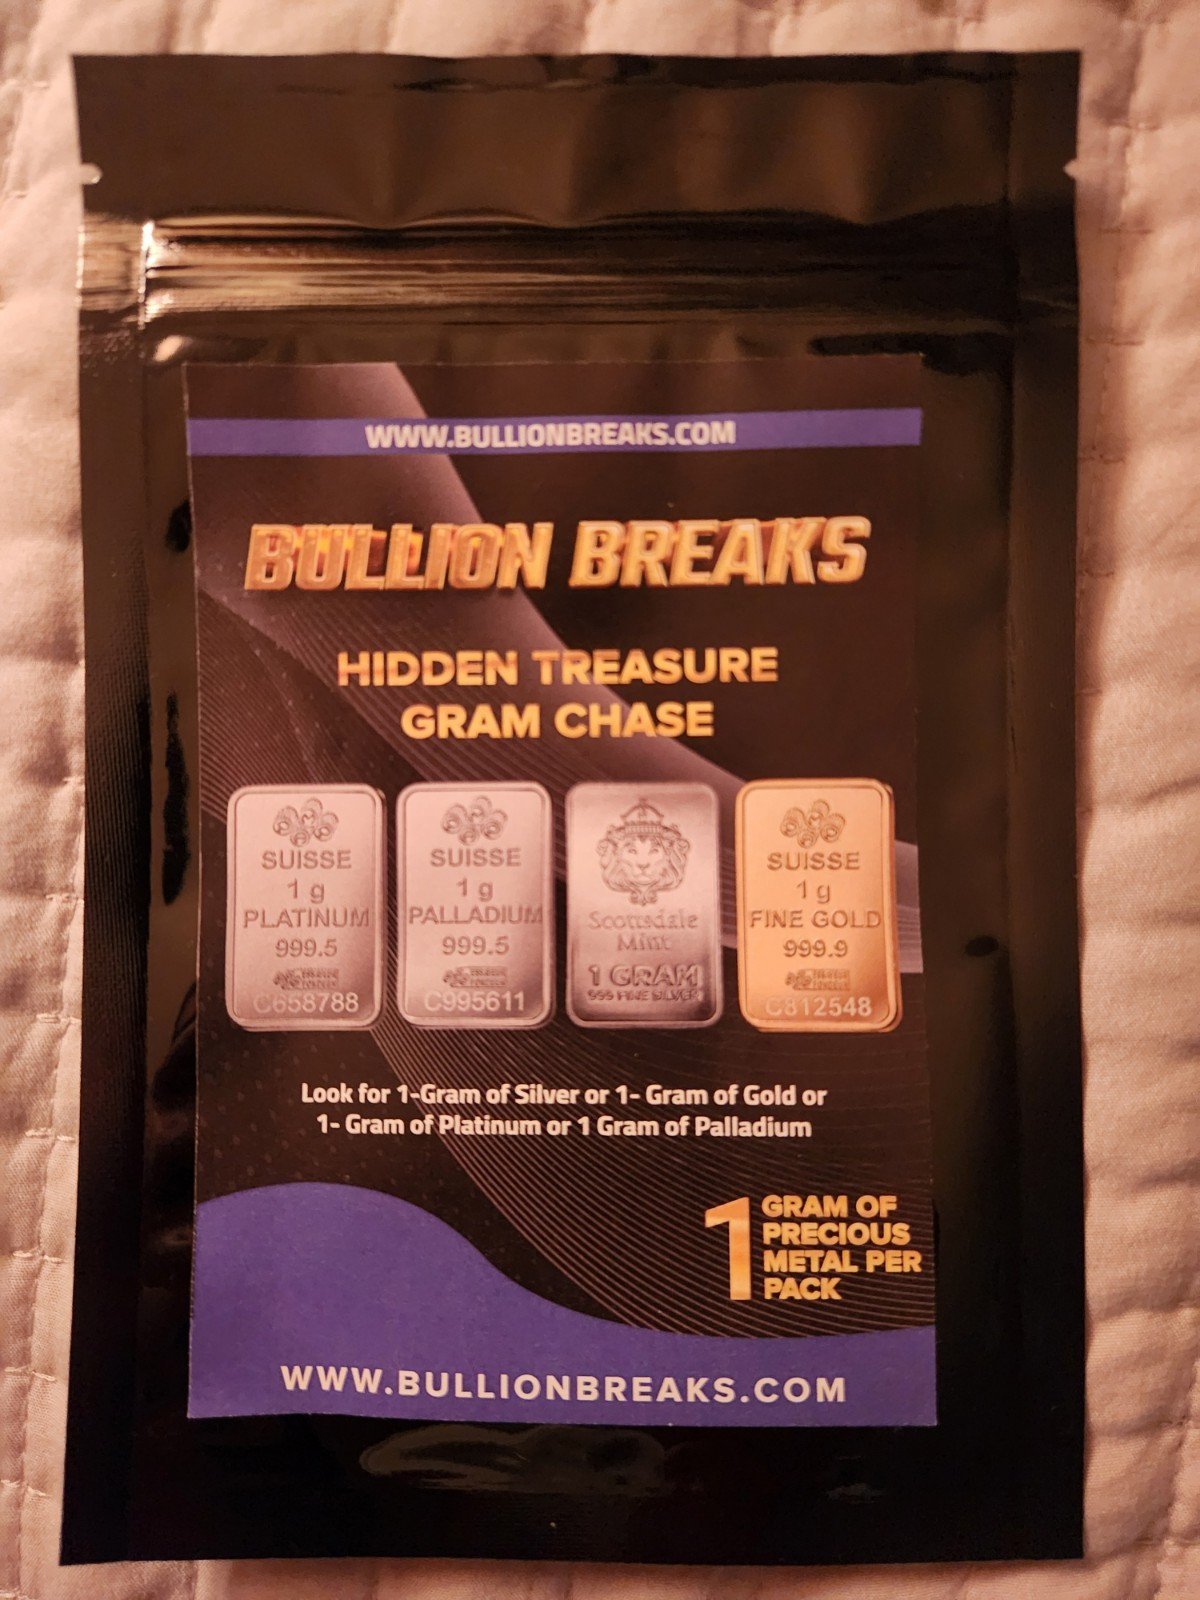 WWW.BULLIONBREAKS.COM
BULLION BREAKS
HIDDEN TREASURE
GRAM CHASE
SUISSE
1 g
PLATINUM
999.5
C658788
SUISSE
1 g
PALLADIUM
999.5
C995611
Scottsdale
Mint
1 GRAM
999 FINE SILVER
SUISSE
1 g
FINE GOLD
999.9
C812548
Look for 1-Gram of Silver or 1- Gram of Gold or
1- Gram of Platinum or 1 Gram of Palladium
1 GRAM OF
PRECIOUS
METAL PER
PACK
WWW.BULLIONBREAKS.COM